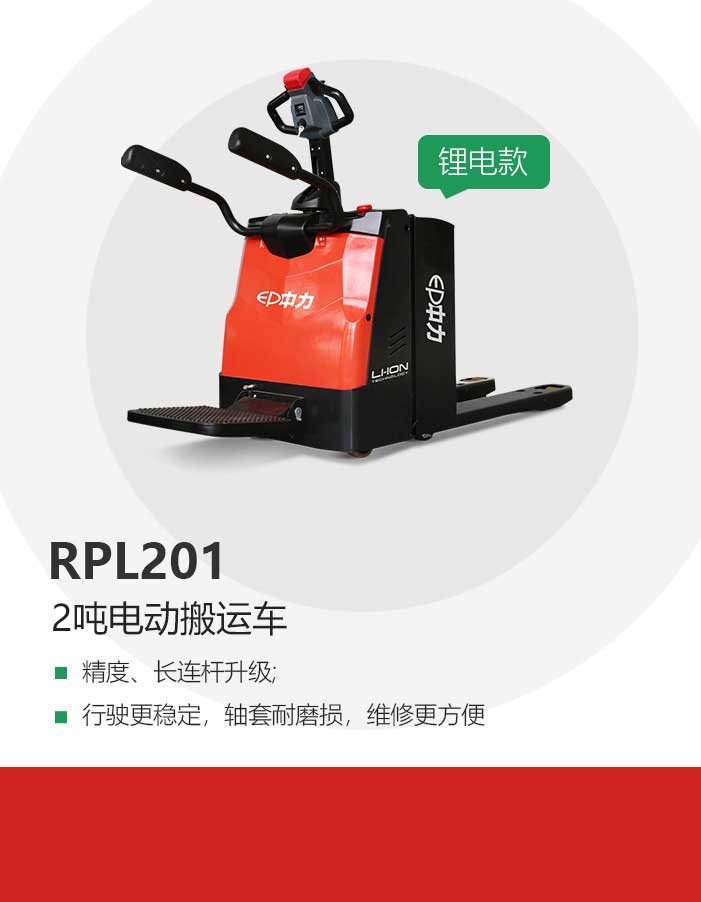 锂电款
EP中力
EP中力
LI-ION
TECHNOLOGY
RPL201
2吨电动搬运车
精度、长连杆升级;
行驶更稳定，轴套耐磨损，维修更方便